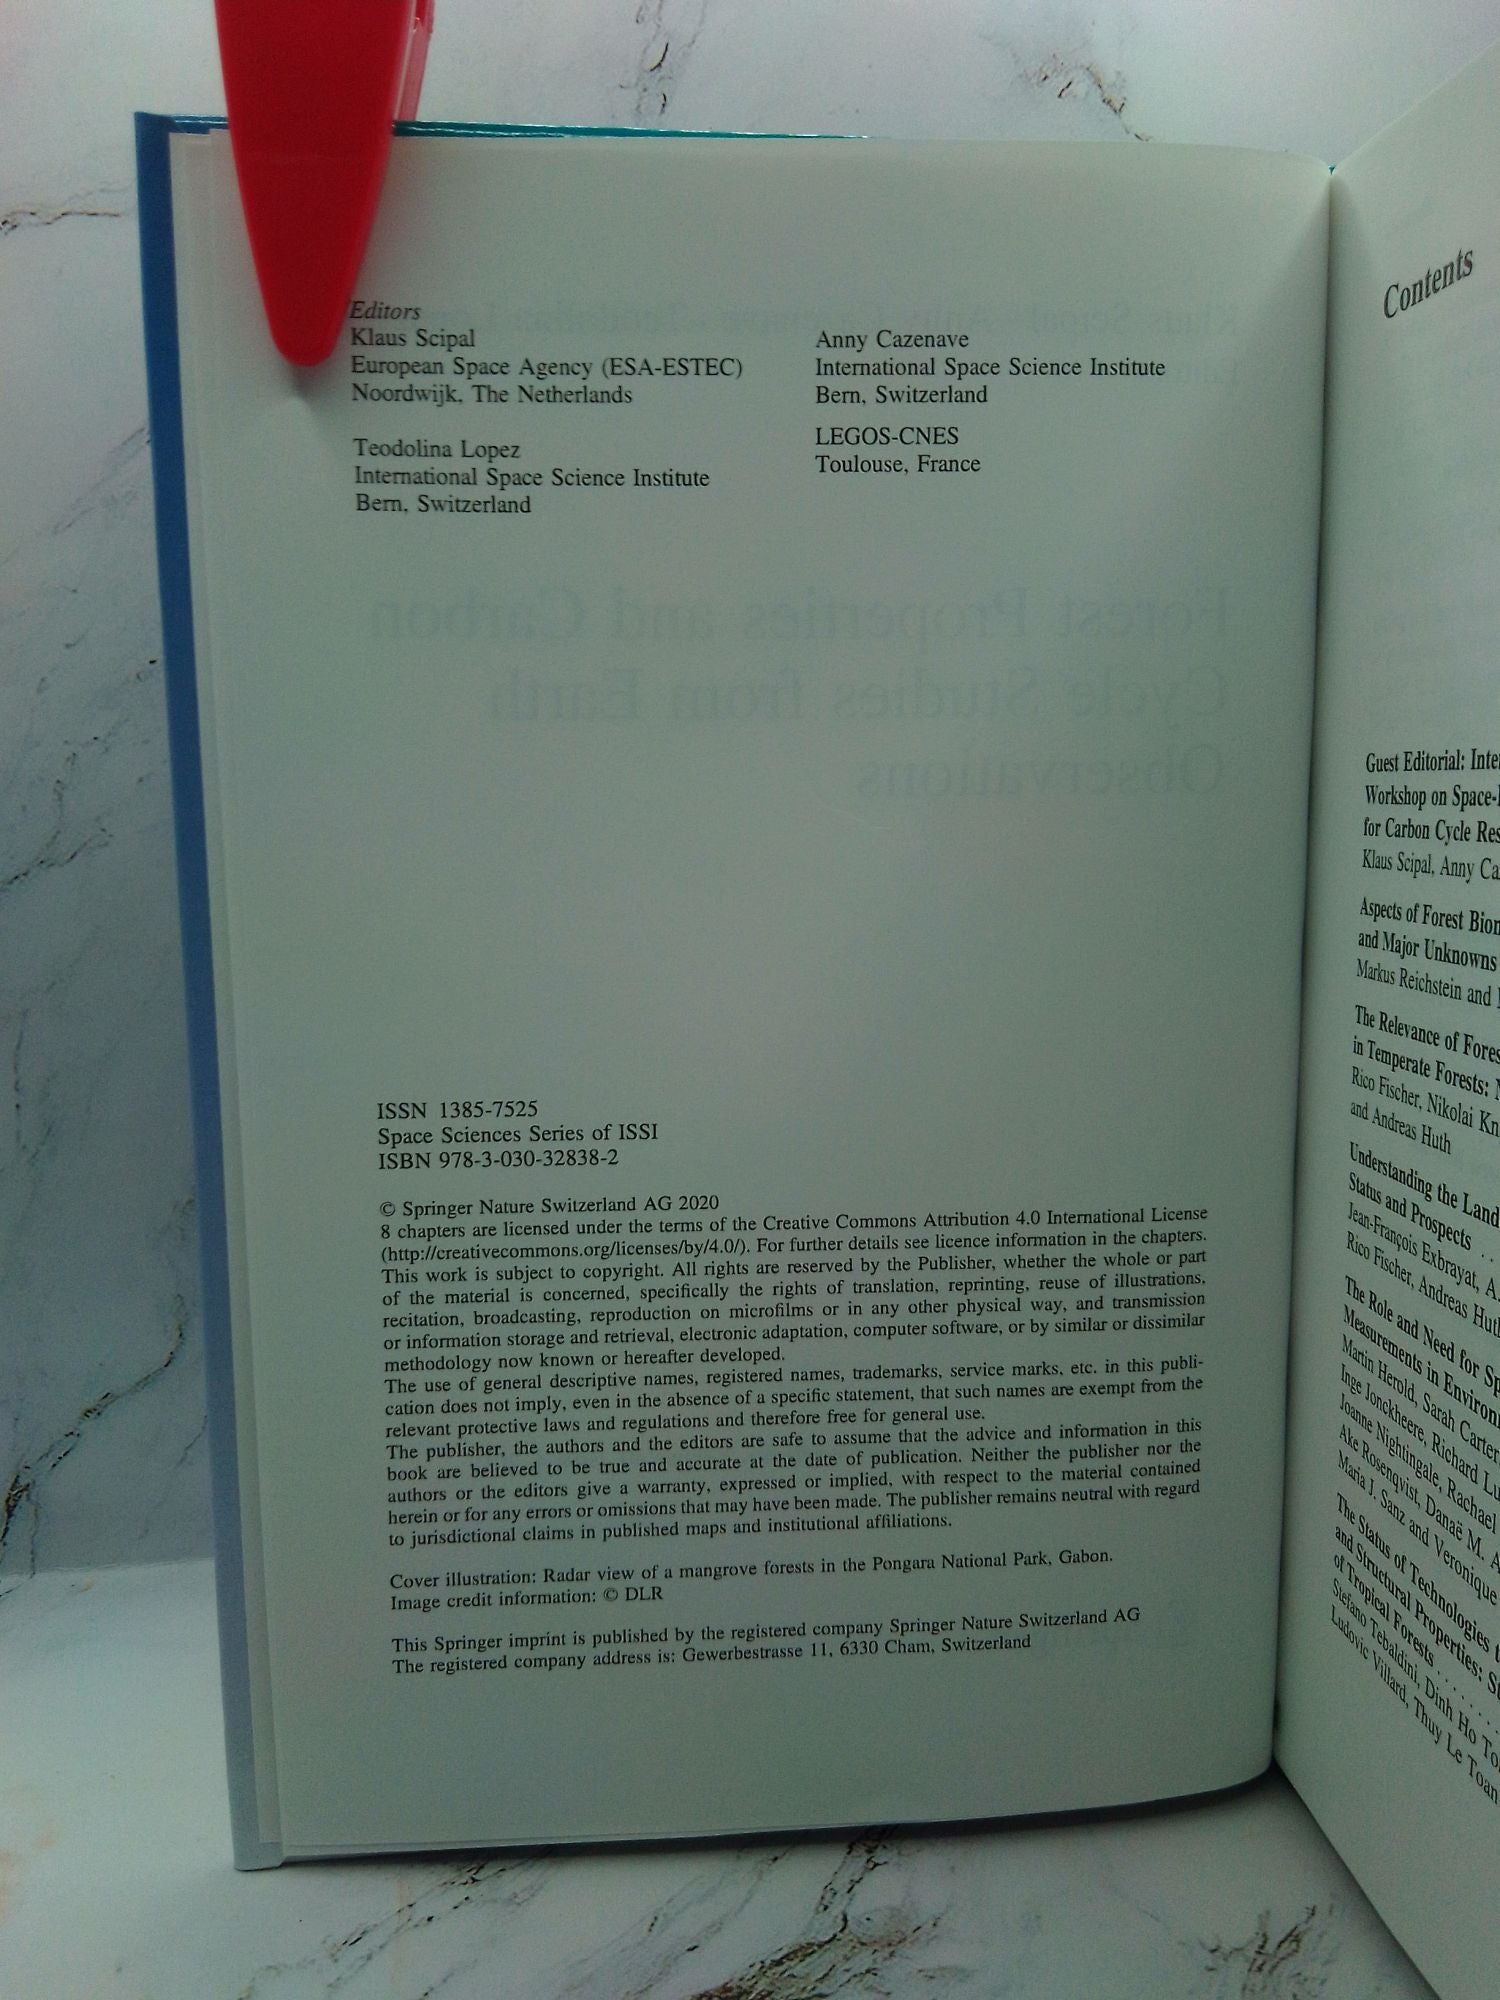 Editors
Klaus Scipal
European Space Agency (ESA-ESTEC)
Noordwijk, The Netherlands
Teodolina Lopez
International Space Science Institute
Bern, Switzerland
Anny Cazenave
International Space Science Institute
Bern, Switzerland
LEGOS-CNES
Toulouse, France
Forest Properties and Carbon
Cycle Studies from Earth
Observations
ISSN 1385-7525
Space Sciences Series of ISSI
ISBN 978-3-030-32838-2
© Springer Nature Switzerland AG 2020
8 chapters are licensed under the terms of the Creative Commons Attribution 4.0 International License
(http://creativecommons.org/licenses/by/4.0/). For further details see licence information in the chapters.
This work is subject to copyright. All rights are reserved by the Publisher, whether the whole or part
of the material is concerned, specifically the rights of translation, reprinting, reuse of illustrations,
recitation, broadcasting, reproduction on microfilms or in any other physical way, and transmission
or information storage and retrieval, electronic adaptation, computer software, or by similar or dissimilar
methodology now known or hereafter developed.
The use of general descriptive names, registered names, trademarks, service marks, etc. in this publi-
cation does not imply, even in the absence of a specific statement, that such names are exempt from the
relevant protective laws and regulations and therefore free for general use.
The publisher, the authors and the editors are safe to assume that the advice and information in this
book are believed to be true and accurate at the date of publication. Neither the publisher nor the
authors or the editors give a warranty, expressed or implied, with respect to the material contained
herein or for any errors or omissions that may have been made. The publisher remains neutral with regard
to jurisdictional claims in published maps and institutional affiliations.
Cover illustration: Radar view of a mangrove forests in the Pongara National Park, Gabon.
Image credit information: © DLR
This Springer imprint is published by the registered company Springer Nature Switzerland AG
The registered company address is: Gewerbestrasse 11, 6330 Cham, Switzerland
Contents
Guest Editorial:
Workshop on Space-
for Carbon Cycle
Klaus Scipal, Anny
Aspects of Forest
and Major Unknowns
Markus Reichstein and
The Relevance of
in Temperate Forests:
Rico Fischer, Nikolai
and Andreas Huth
Understanding the Land
Status and Prospects . .
Jean-François Exbrayat, A.
Rico Fischer, Andreas
The Role and Need for
Measurements in
Martin Herold, Sarah Carter,
Inge Jonckheere, Richard
Joanne Nightingale, Rachael
Ake Rosenqvist, Danaë M.
Maria J. Sanz and Veronique
The Status of Technologies
and Structural Properties:
of Tropical Forests . . . . . . .
Stefano Tebaldini, Dinh Ho
Ludovic Villard, Thuy Le Toan